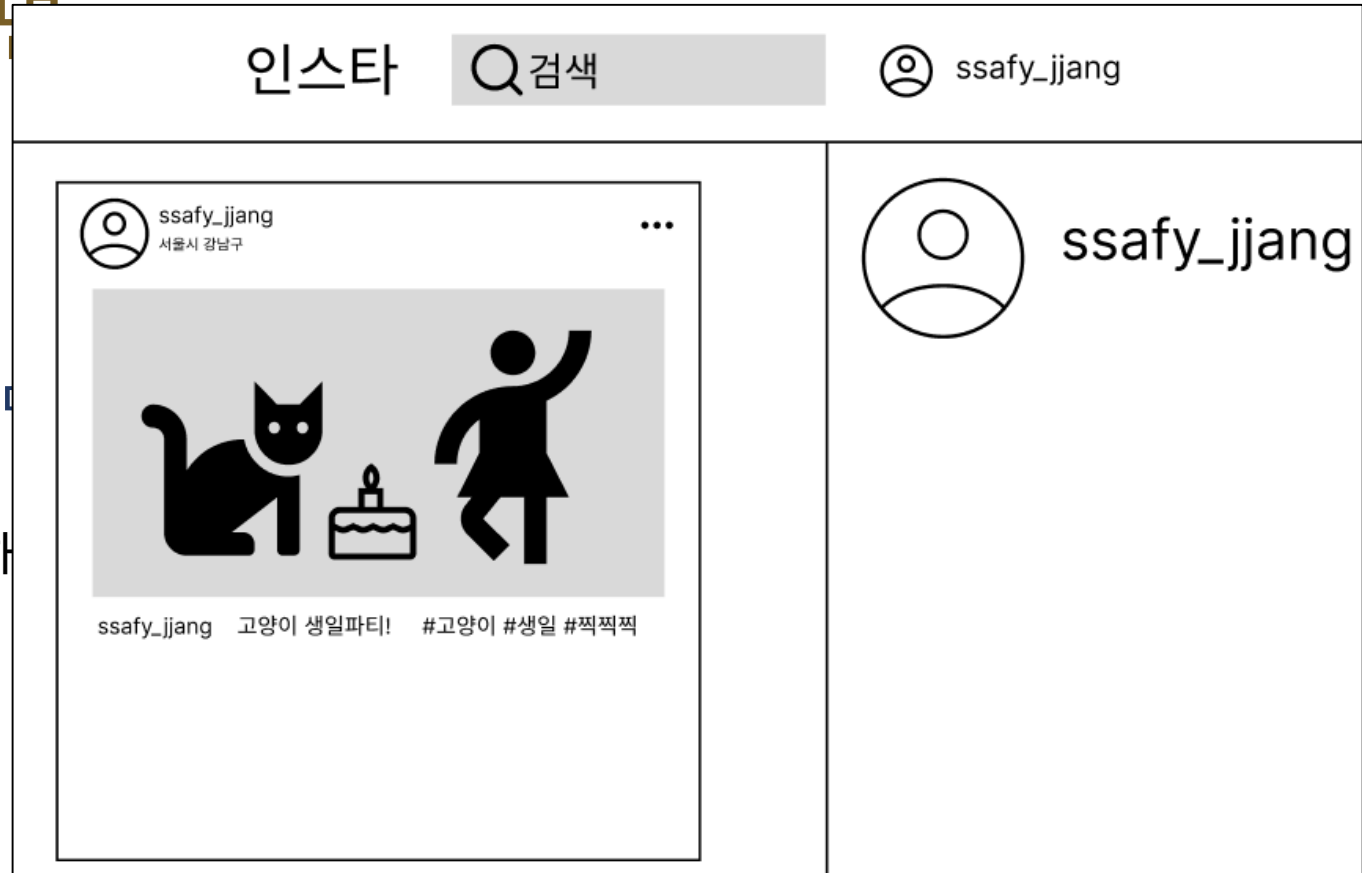 인스타
검색
ssafy_jjang
ssafy_jjang
서울시 강남구
ssafy_jjang 고양이 생일파티! #고양이 #생일 #찍찍찍
ssafy_jjang